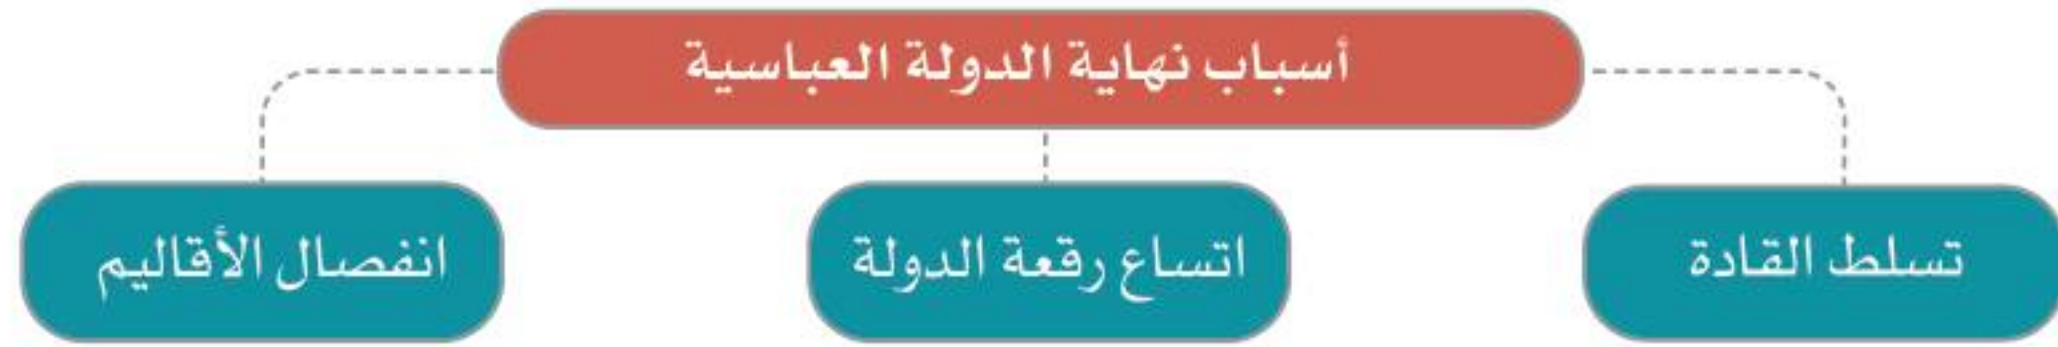 أسباب نهاية الدولة العباسية
تسلط القادة
اتساع رقعة الدولة
انفصال الأقاليم